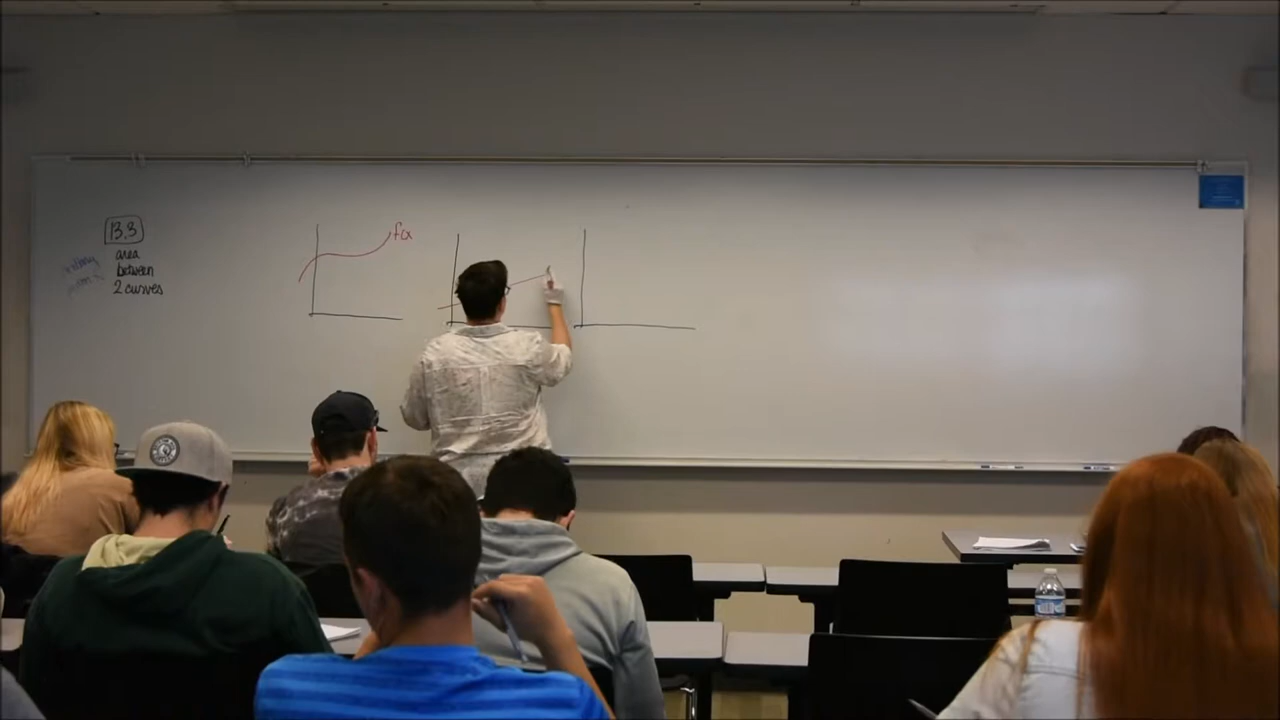 13.3
area
between
2 curves
f(x